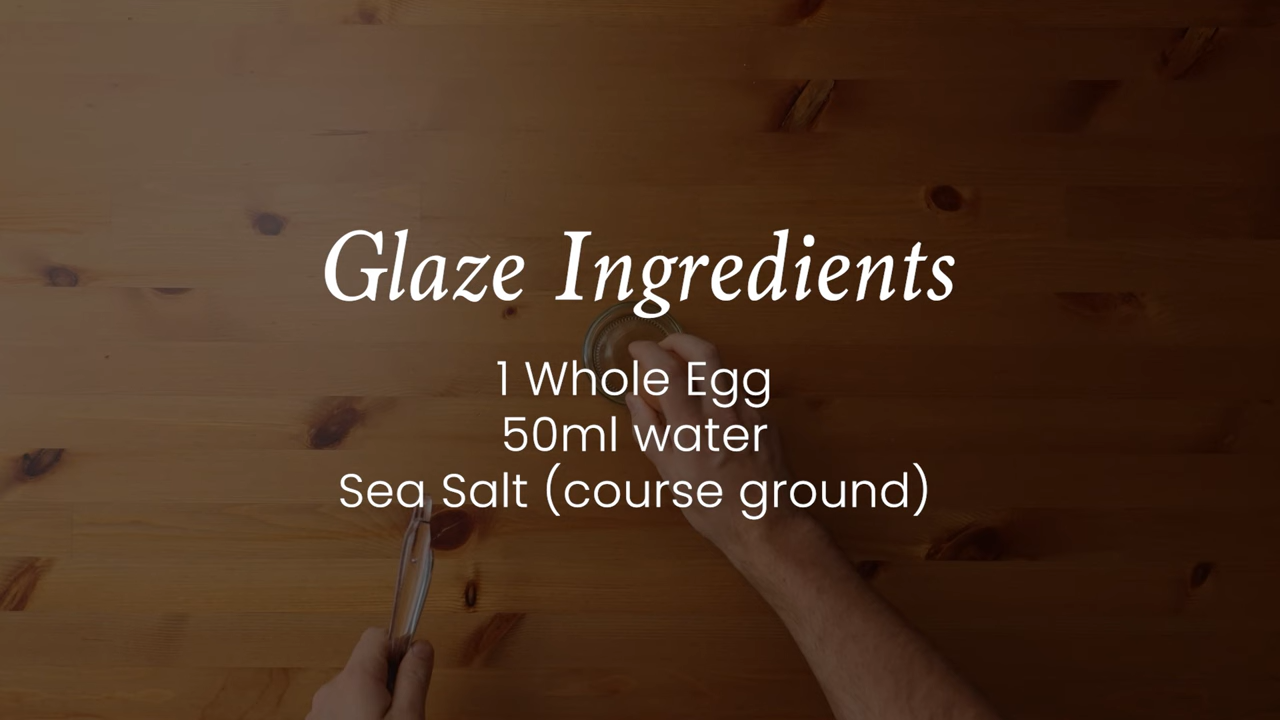 Glaze Ingredients
1 Whole Egg
50ml water
Sea Salt (course ground)